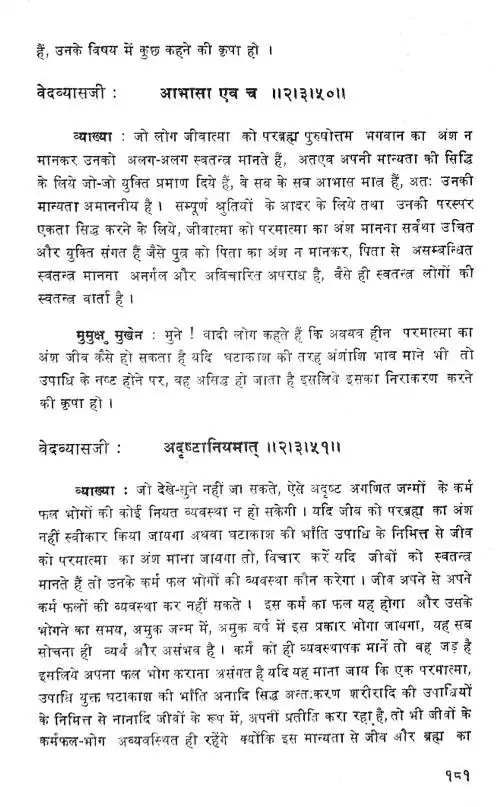 हैं, उनके विषय में कुछ कहने की कृपा हो ।
वेदव्यासजी : आभासा एव च ॥२।३।५०॥
व्याख्या : जो लोग जीवात्मा को परब्रह्म पुरुषोत्तम भगवान का अंश न
मानकर उनको अलग-अलग स्वतन्त्र मानते हैं, अतएव अपनी मान्यता की सिद्धि
के लिये जो-जो युक्ति प्रमाण दिये हैं, वे सब के सब आभास मात्र हैं, अतः उनकी
मान्यता अमाननीय है । सम्पूर्ण श्रुतियों के आदर के लिये तथा उनकी परस्पर
एकता सिद्ध करने के लिये, जीवात्मा को परमात्मा का अंश मानना सर्वथा उचित
और युक्ति संगत हैं जैसे पुत्र को पिता का अंश न मानकर, पिता से असम्बन्धित
स्वतन्त्र मानना अनर्गल और अविचारित अपराध है, वैसे ही स्वतन्त्र लोगों की
स्वतन्त्र वार्ता है ।
मुमुक्षु मुखेन : मुने ! वादी लोग कहते हैं कि अवयव हीन परमात्मा का
अंश जीव कैसे हो सकता है यदि घटाकाश की तरह अंशांशि भाव माने भी तो
उपाधि के नष्ट होने पर, वह असिद्ध हो जाता है इसलिये इसका निराकरण करने
की कृपा हो ।
वेदव्यासजी : अदृष्टानियमात् ॥२।३।५१॥
व्याख्या : जो देखे-सुने नहीं जा सकते, ऐसे अदृष्ट अगणित जन्मों के कर्म
फल भोगों की कोई नियत व्यवस्था न हो सकेगी । यदि जीव को परब्रह्म का अंश
नहीं स्वीकार किया जायगा अथवा घटाकाश की भाँति उपाधि के निमित्त से जीव
को परमात्मा का अंश माना जायगा तो, विचार करें यदि जीवों को स्वतन्त्र
मानते हैं तो उनके कर्म फल भोगों की व्यवस्था कौन करेगा । जीव अपने से अपने
कर्म फलों की व्यवस्था कर नहीं सकते । इस कर्म का फल यह होगा और उसके
भोगने का समय, अमुक जन्म में, अमुक वर्ष में इस प्रकार भोगा जायगा, यह सब
सोचना ही व्यर्थ और असंभव है । कर्म को ही व्यवस्थापक मानें तो वह जड़ है
इसलिये अपना फल भोग कराना असंगत है यदि यह माना जाय कि एक परमात्मा,
उपाधि युक्त घटाकाश की भाँति अनादि सिद्ध अन्तःकरण शरीरादि की उपाधियों
के निमित्त से नानादि जीवों के रूप में, अपनी प्रतीति करा रहा है, तो भी जीवों के
कर्मफल-भोग अव्यवस्थित ही रहेंगे क्योंकि इस मान्यता से जीव और ब्रह्म का
१८१